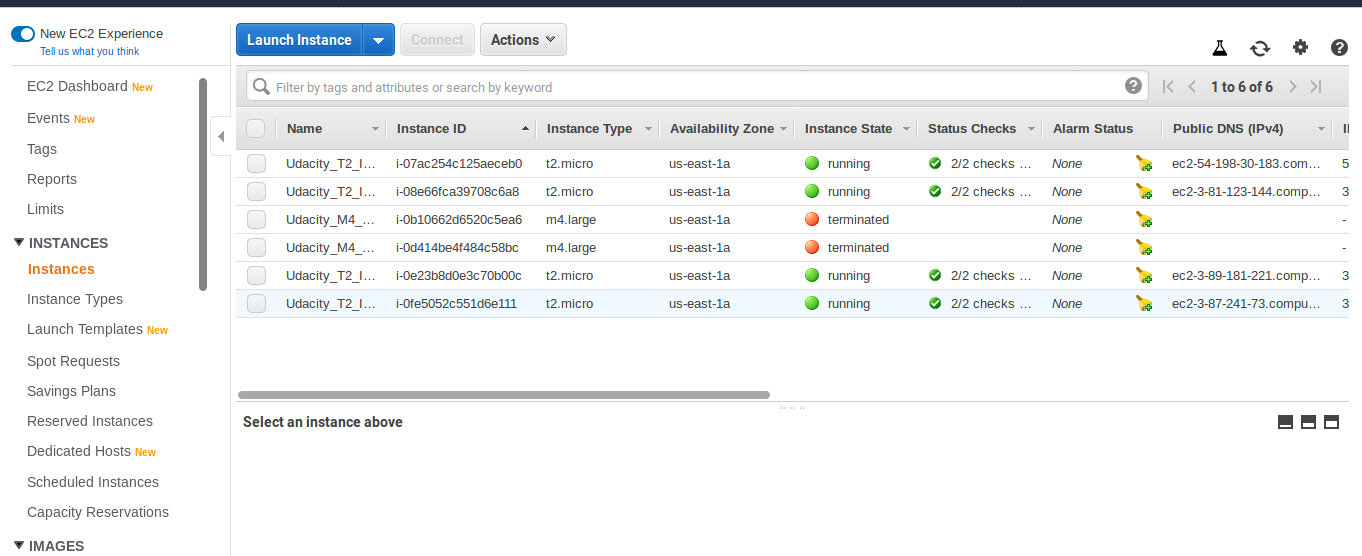 New EC2 Experience
Tell us what you think
EC2 Dashboard New
Events New
Tags
Reports
Limits
INSTANCES
Instances
Instance Types
Launch Templates New
Spot Requests
Savings Plans
Reserved Instances
Dedicated Hosts New
Scheduled Instances
Capacity Reservations
IMAGES
Launch Instance Connect Actions
Filter by tags and attributes or search by keyword
1 to 6 of 6
Name Instance ID Instance Type Availability Zone Instance State Status Checks Alarm Status Public DNS (IPv4)
Udacity_T2_I... i-07ac254c125aeceb0 t2.micro us-east-1a running 2/2 checks ... None ec2-54-198-30-183.com... 5
Udacity_T2_I... i-08e66fca39708c6a8 t2.micro us-east-1a running 2/2 checks ... None ec2-3-81-123-144.comp... 3
Udacity_M4_... i-0b10662d6520c5ea6 m4.large us-east-1a terminated None -
Udacity_M4_... i-0d414be4f484c58bc m4.large us-east-1a terminated None -
Udacity_T2_I... i-0e23b8d0e3c70b00c t2.micro us-east-1a running 2/2 checks ... None ec2-3-89-181-221.comp... 3
Udacity_T2_I... i-0fe5052c551d6e111 t2.micro us-east-1a running 2/2 checks ... None ec2-3-87-241-73.compu... 3
Select an instance above